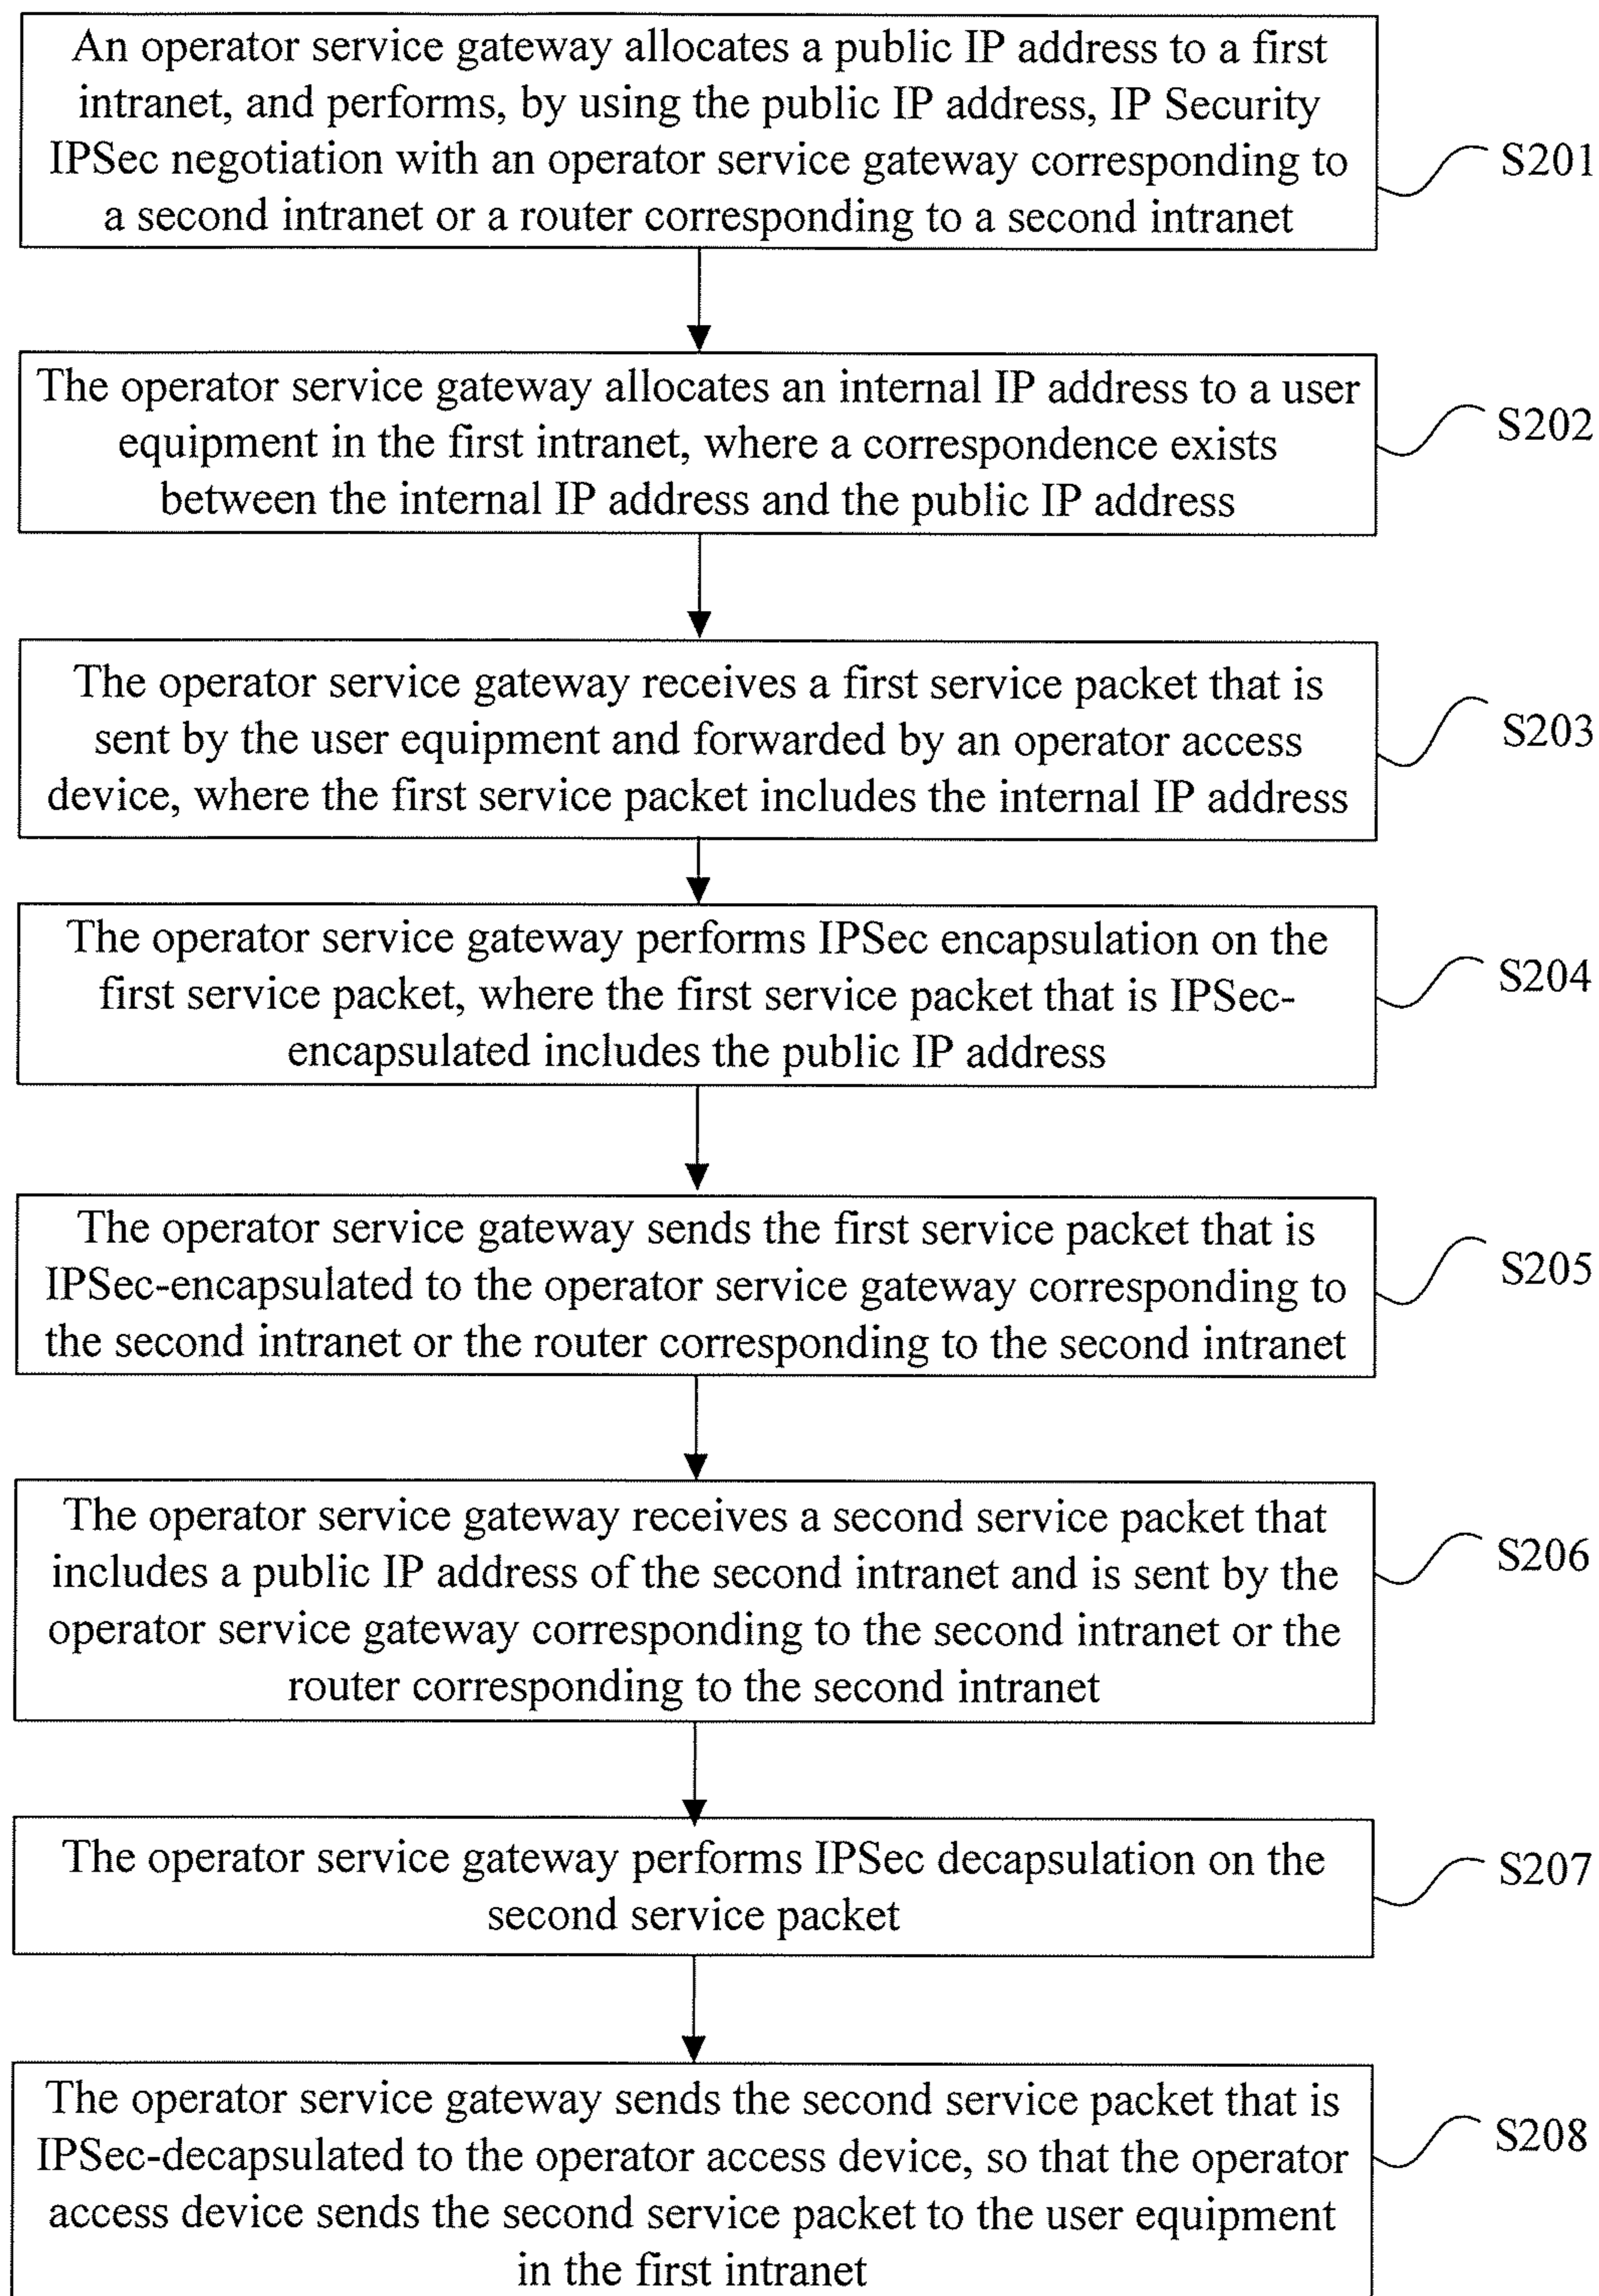 An operator service gateway allocates a public IP address to a first
intranet, and performs, by using the public IP address, IP Security
IPSec negotiation with an operator service gateway corresponding to
a second intranet or a router corresponding to a second intranet
S201
The operator service gateway allocates an internal IP address to a user
equipment in the first intranet, where a correspondence exists
between the internal IP address and the public IP address
S202
The operator service gateway receives a first service packet that is
sent by the user equipment and forwarded by an operator access
device, where the first service packet includes the internal IP address
S203
The operator service gateway performs IPSec encapsulation on the
first service packet, where the first service packet that is IPSec-
encapsulated includes the public IP address
S204
The operator service gateway sends the first service packet that is
IPSec-encapsulated to the operator service gateway corresponding to
the second intranet or the router corresponding to the second intranet
S205
The operator service gateway receives a second service packet that
includes a public IP address of the second intranet and is sent by the
operator service gateway corresponding to the second intranet or the
router corresponding to the second intranet
S206
The operator service gateway performs IPSec decapsulation on the
second service packet
S207
The operator service gateway sends the second service packet that is
IPSec-decapsulated to the operator access device, so that the operator
access device sends the second service packet to the user equipment
in the first intranet
S208